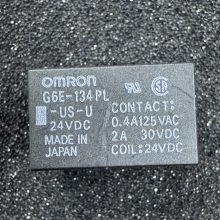 OMRON
G6E-134PL
-US-U
24VDC
MADE IN
JAPAN
CONTACT:
0.4A125VAC
2A 30VDC
COIL:24VDC